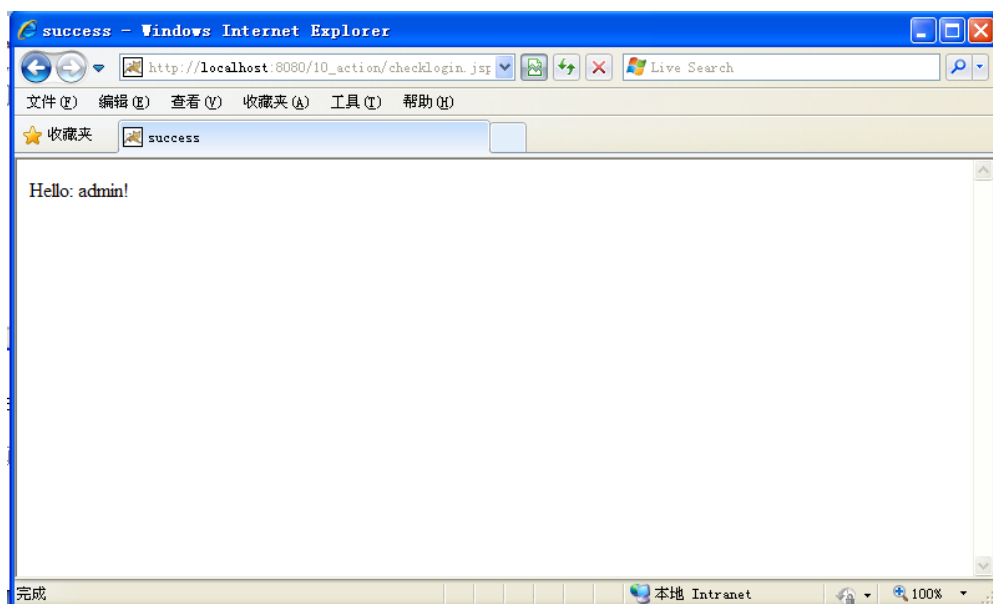 success - Windows Internet Explorer
http://localhost:8080/10_action/checklogin.jsp
Live Search
文件(F) 编辑(E) 查看(V) 收藏夹(A) 工具(T) 帮助(H)
收藏夹 success
Hello: admin!
完成 本地 Intranet 100%